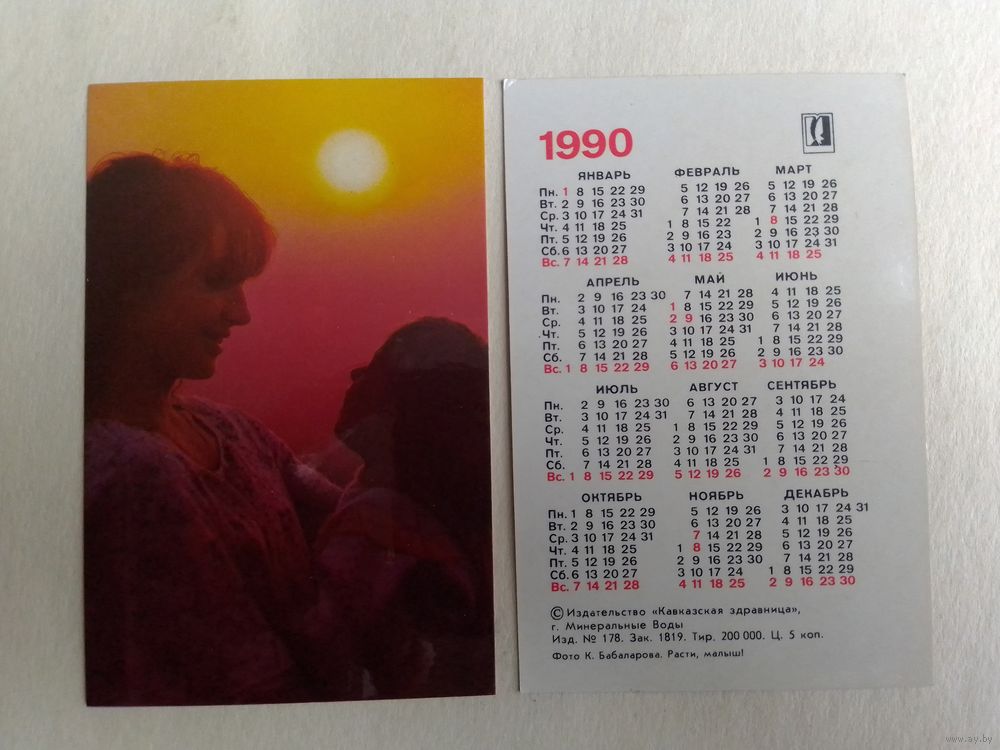 1990
ЯНВАРЬ ФЕВРАЛЬ МАРТ
Пн. 1 8 15 22 29 5 12 19 26 5 12 19 26
Вт. 2 9 16 23 30 6 13 20 27 6 13 20 27
Ср. 3 10 17 24 31 7 14 21 28 7 14 21 28
Чт. 4 11 18 25 1 8 15 22 1 8 15 22 29
Пт. 5 12 19 26 2 9 16 23 2 9 16 23 30
Сб. 6 13 20 27 3 10 17 24 3 10 17 24 31
Вс. 7 14 21 28 4 11 18 25 4 11 18 25
АПРЕЛЬ МАЙ ИЮНЬ
Пн. 2 9 16 23 30 7 14 21 28 4 11 18 25
Вт. 3 10 17 24 1 8 15 22 29 5 12 19 26
Ср. 4 11 18 25 2 9 16 23 30 6 13 20 27
Чт. 5 12 19 26 3 10 17 24 31 7 14 21 28
Пт. 6 13 20 27 4 11 18 25 1 8 15 22 29
Сб. 7 14 21 28 5 12 19 26 2 9 16 23 30
Вс. 1 8 15 22 29 6 13 20 27 3 10 17 24
ИЮЛЬ АВГУСТ СЕНТЯБРЬ
Пн. 2 9 16 23 30 6 13 20 27 3 10 17 24
Вт. 3 10 17 24 31 7 14 21 28 4 11 18 25
Ср. 4 11 18 25 1 8 15 22 29 5 12 19 26
Чт. 5 12 19 26 2 9 16 23 30 6 13 20 27
Пт. 6 13 20 27 3 10 17 24 31 7 14 21 28
Сб. 7 14 21 28 4 11 18 25 1 8 15 22 29
Вс. 1 8 15 22 29 5 12 19 26 2 9 16 23 30
ОКТЯБРЬ НОЯБРЬ ДЕКАБРЬ
Пн. 1 8 15 22 29 5 12 19 26 3 10 17 24 31
Вт. 2 9 16 23 30 6 13 20 27 4 11 18 25
Ср. 3 10 17 24 31 7 14 21 28 5 12 19 26
Чт. 4 11 18 25 1 8 15 22 29 6 13 20 27
Пт. 5 12 19 26 2 9 16 23 30 7 14 21 28
Сб. 6 13 20 27 3 10 17 24 1 8 15 22 29
Вс. 7 14 21 28 4 11 18 25 2 9 16 23 30
© Издательство «Кавказская здравница»,
г. Минеральные Воды
Изд. № 178. Зак. 1819. Тир. 200 000. Ц. 5 коп.
Фото К. Бабаларова. Расти, малыш!
www.ay.by